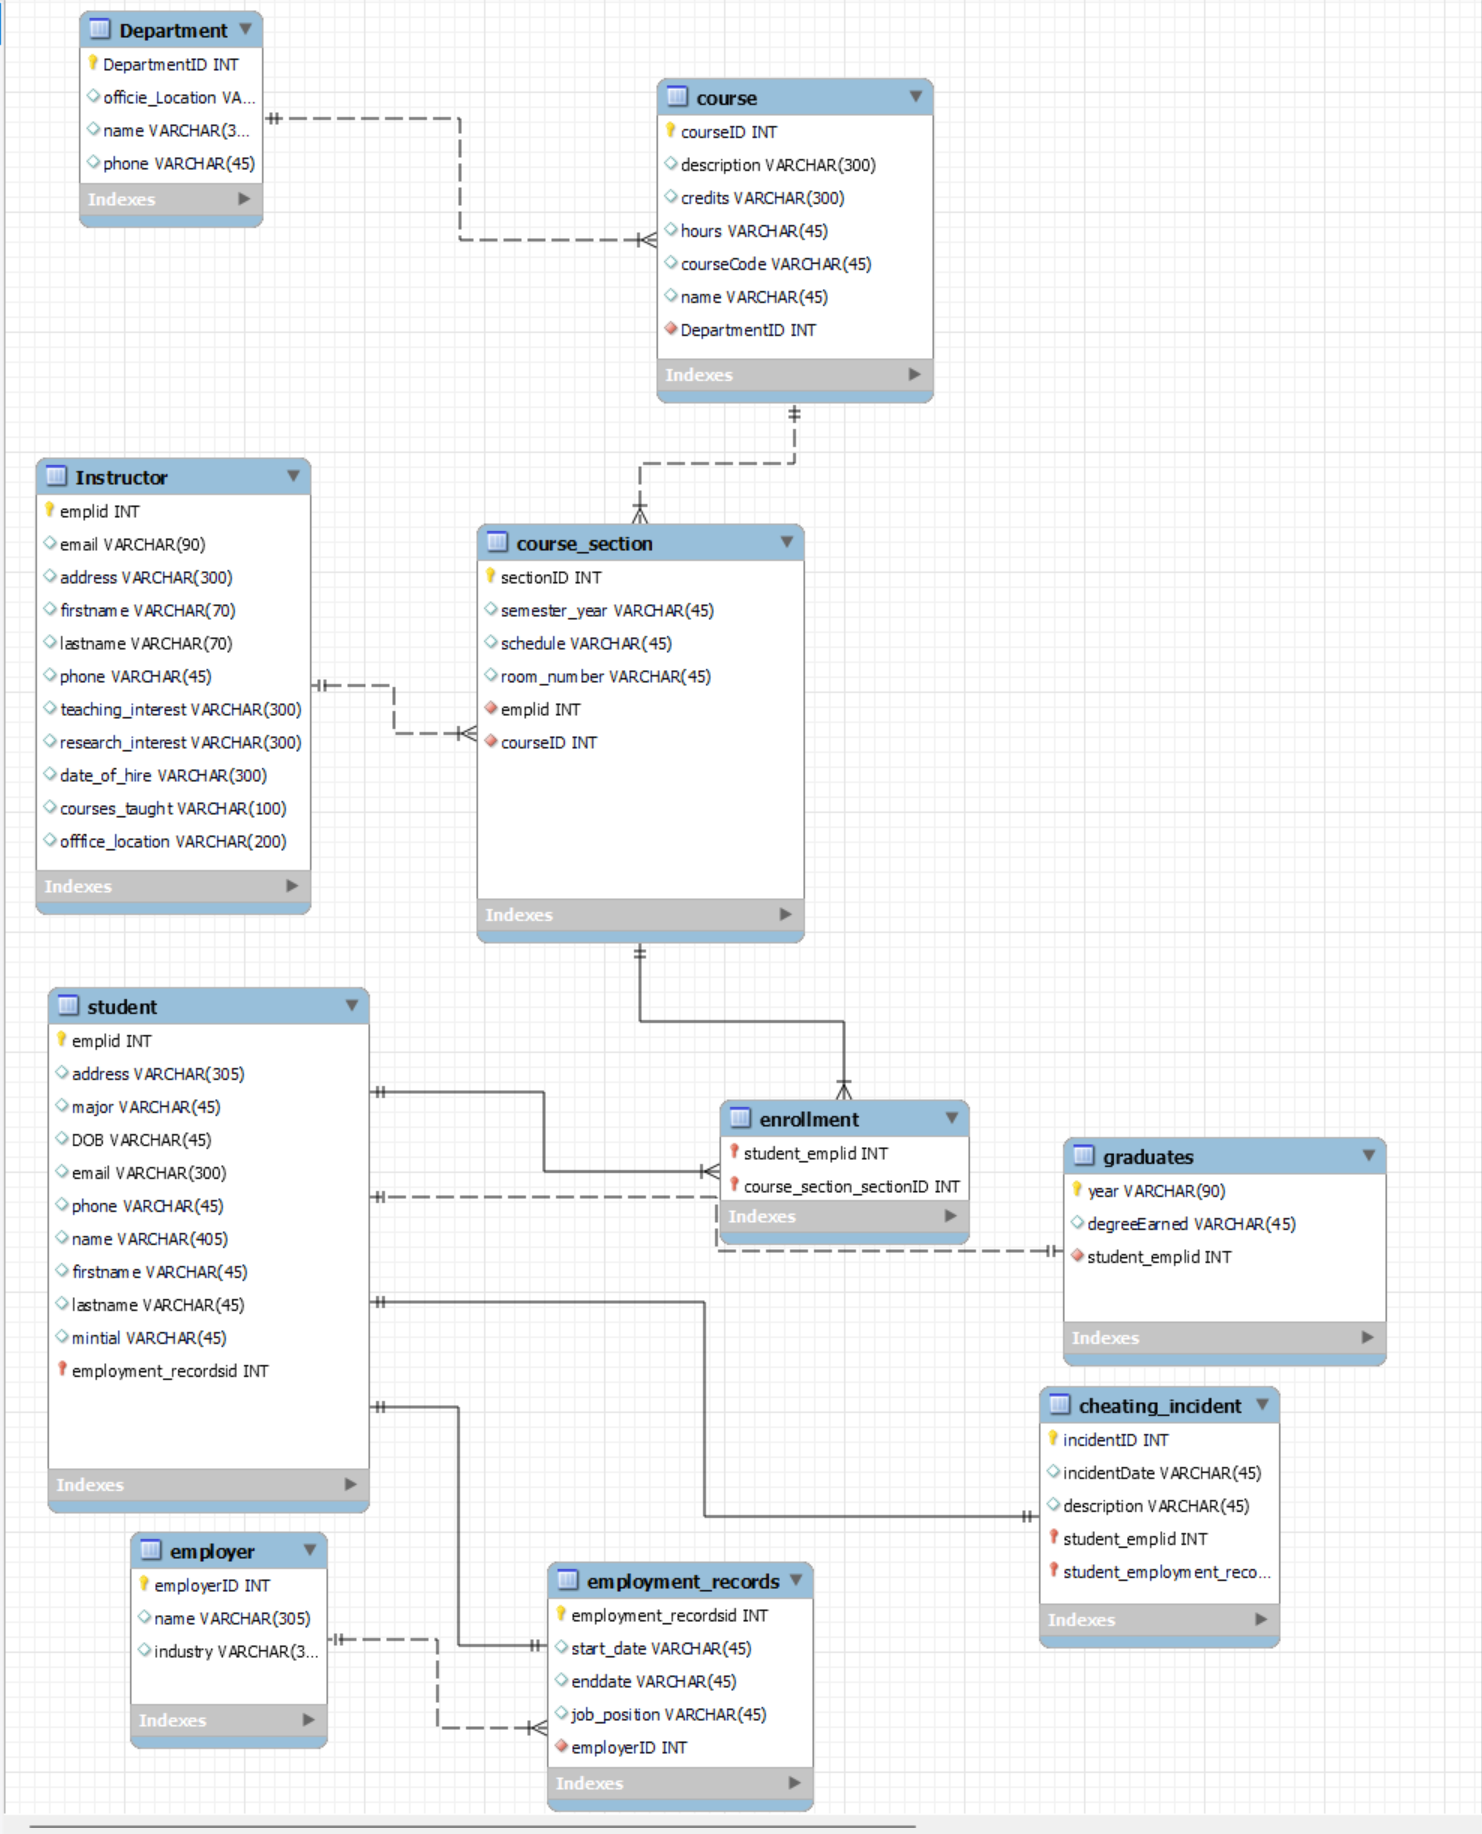 Department
DepartmentID INT
officie_Location VA...
name VARCHAR(3...
phone VARCHAR(45)
Indexes
course
courseID INT
description VARCHAR(300)
credits VARCHAR(300)
hours VARCHAR(45)
courseCode VARCHAR(45)
name VARCHAR(45)
DepartmentID INT
Indexes
Instructor
emplid INT
email VARCHAR(90)
address VARCHAR(300)
firstname VARCHAR(70)
lastname VARCHAR(70)
phone VARCHAR(45)
teaching_interest VARCHAR(300)
research_interest VARCHAR(300)
date_of_hire VARCHAR(300)
courses_taught VARCHAR(100)
offfice_location VARCHAR(200)
Indexes
course_section
sectionID INT
semester_year VARCHAR(45)
schedule VARCHAR(45)
room_number VARCHAR(45)
emplid INT
courseID INT
Indexes
student
emplid INT
address VARCHAR(305)
major VARCHAR(45)
DOB VARCHAR(45)
email VARCHAR(300)
phone VARCHAR(45)
name VARCHAR(405)
firstname VARCHAR(45)
lastname VARCHAR(45)
mintial VARCHAR(45)
employment_recordsid INT
Indexes
enrollment
student_emplid INT
course_section_sectionID INT
Indexes
graduates
year VARCHAR(90)
degreeEarned VARCHAR(45)
student_emplid INT
Indexes
cheating_incident
incidentID INT
incidentDate VARCHAR(45)
description VARCHAR(45)
student_emplid INT
student_employment_reco...
Indexes
employer
employerID INT
name VARCHAR(305)
industry VARCHAR(3...
Indexes
employment_records
employment_recordsid INT
start_date VARCHAR(45)
enddate VARCHAR(45)
job_position VARCHAR(45)
employerID INT
Indexes